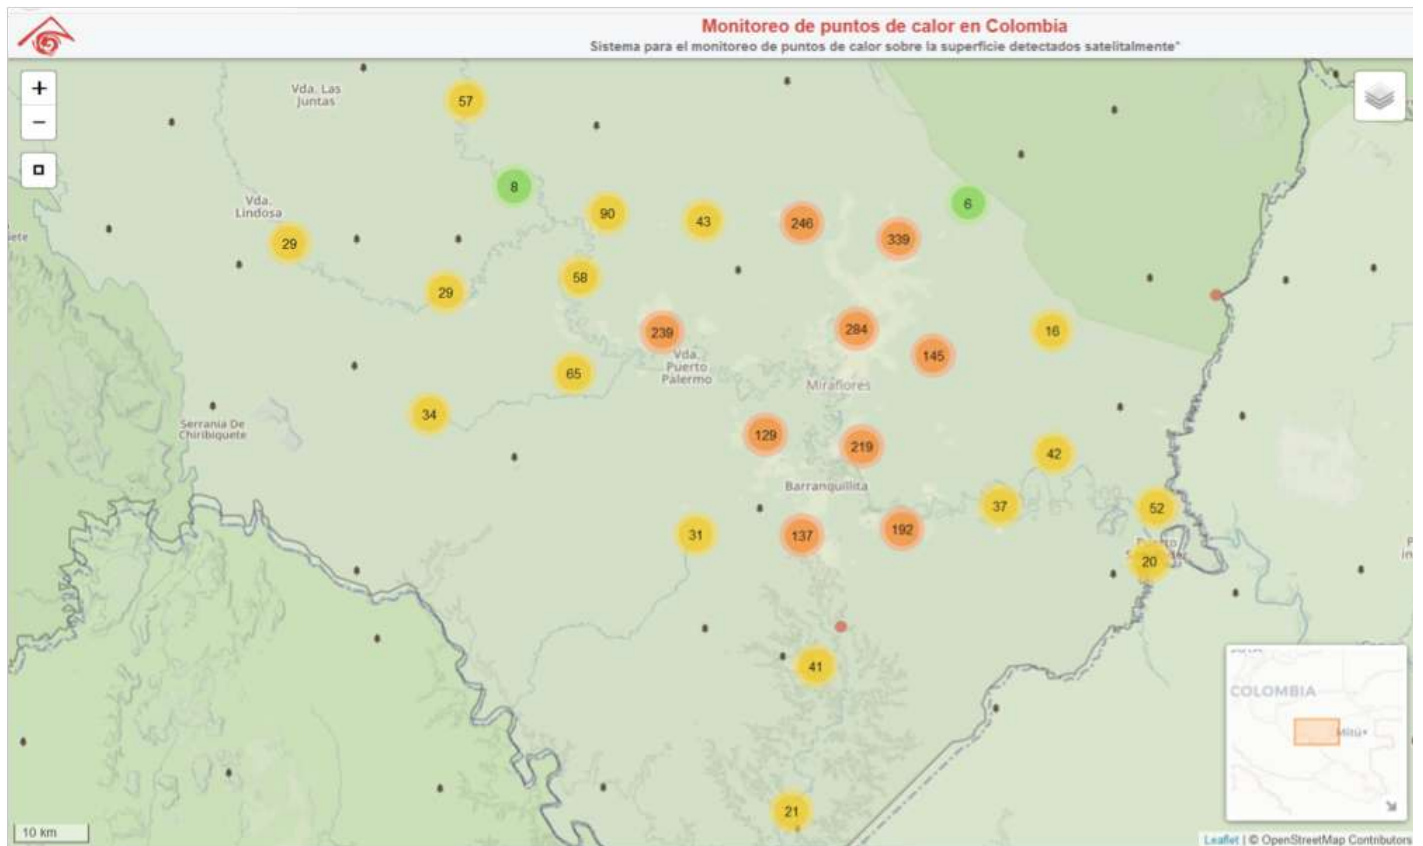 Monitoreo de puntos de calor en Colombia
Sistema para el monitoreo de puntos de calor sobre la superficie detectados satelitalmente*
+
−
Vda. Las
Juntas
57
8
Vda.
Lindosa
90
43
246
6
339
29
29
58
239
284
16
145
Vda.
Puerto
Palermo
65
Miraflores
34
Serranía De
Chiribiquete
129
219
42
Barranquillita
37
52
31
137
192
20
41
21
COLOMBIA
Mitú
10 km
Leaflet | © OpenStreetMap Contributors